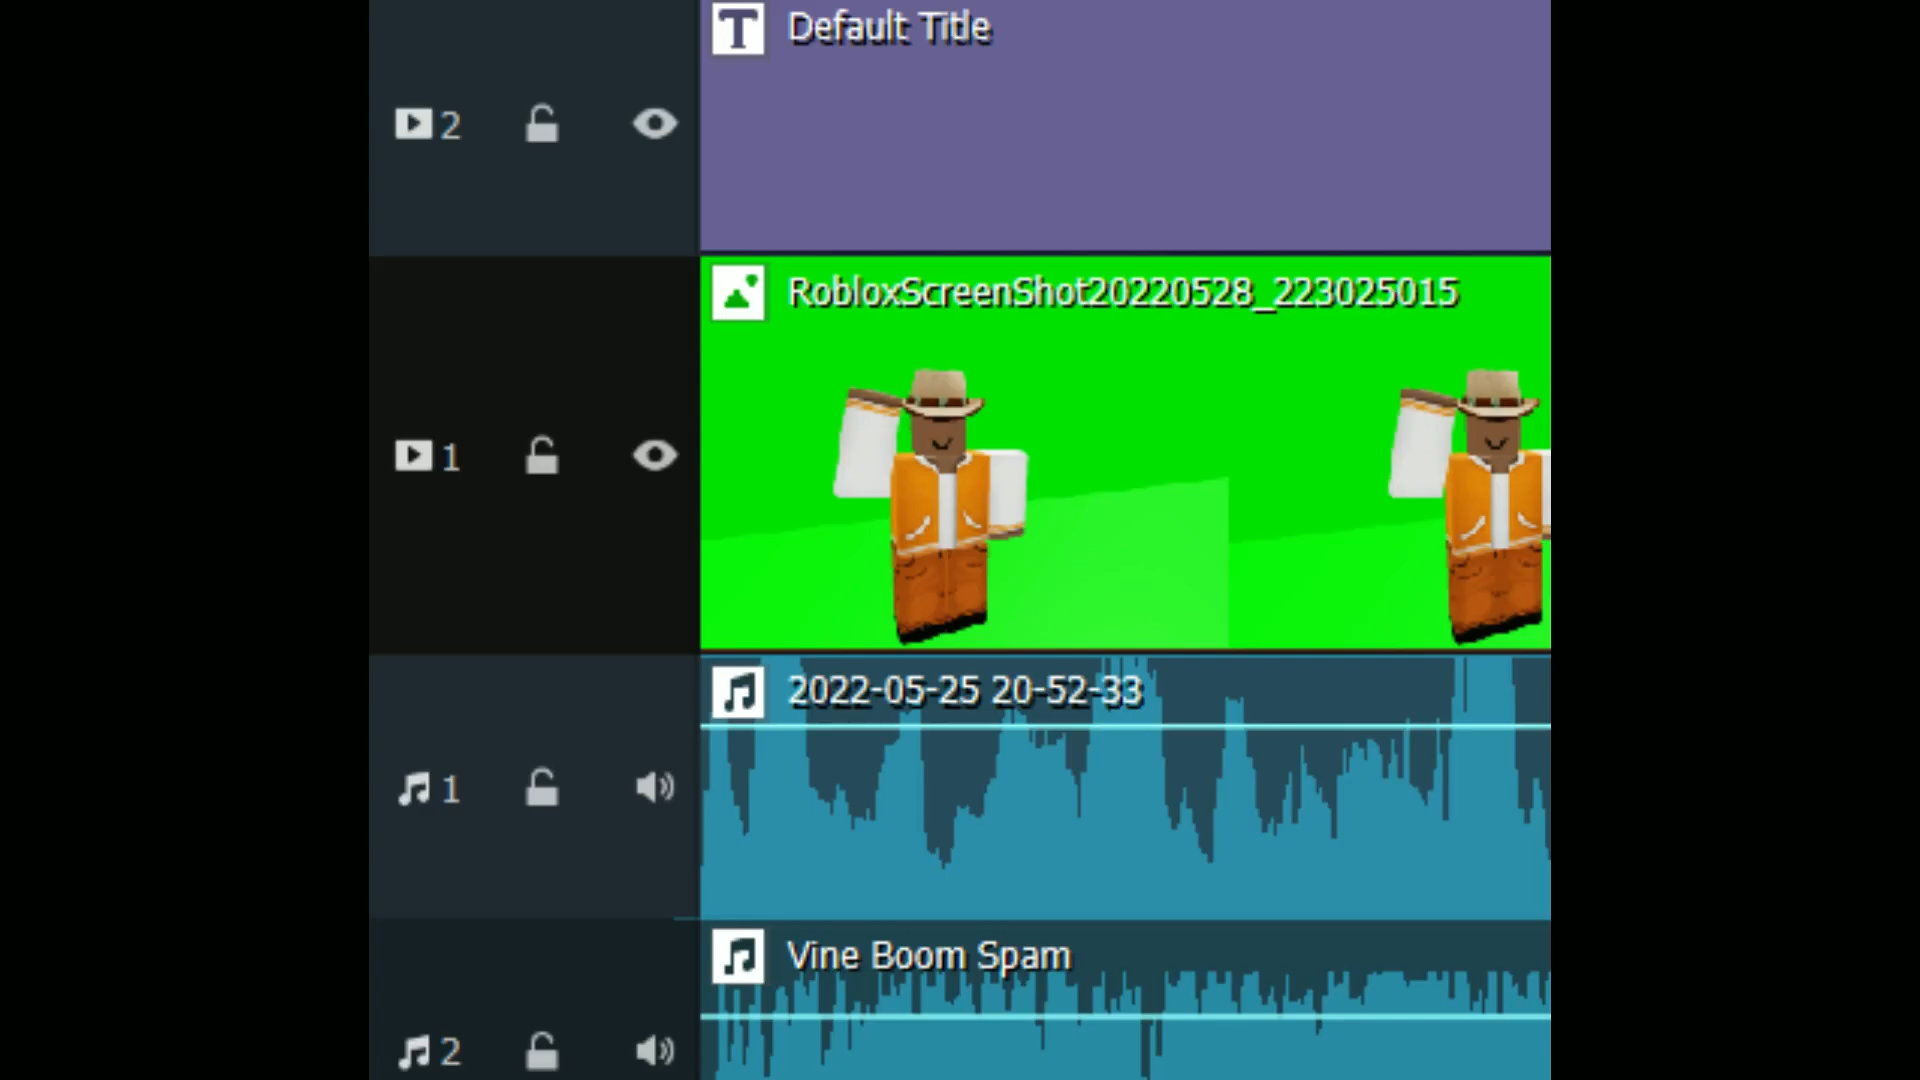 T Default Title
2
RobloxScreenShot20220528_223025015
1
2022-05-25 20-52-33
1
Vine Boom Spam
2